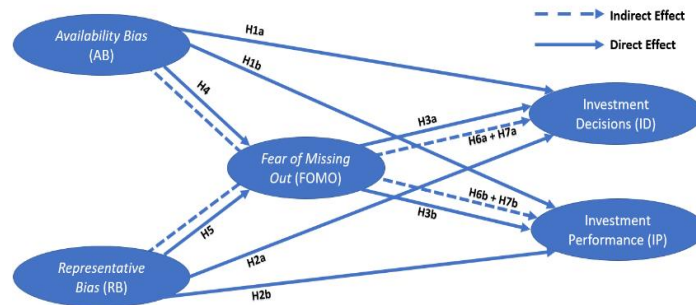 Availability Bias
(AB)
H1a
H1b
Indirect Effect
Direct Effect
H4
H3a
H6a + H7a
Investment
Decisions (ID)
Fear of Missing
Out (FOMO)
H6b + H7b
H3b
H5
Investment
Performance (IP)
Representative
Bias (RB)
H2a
H2b